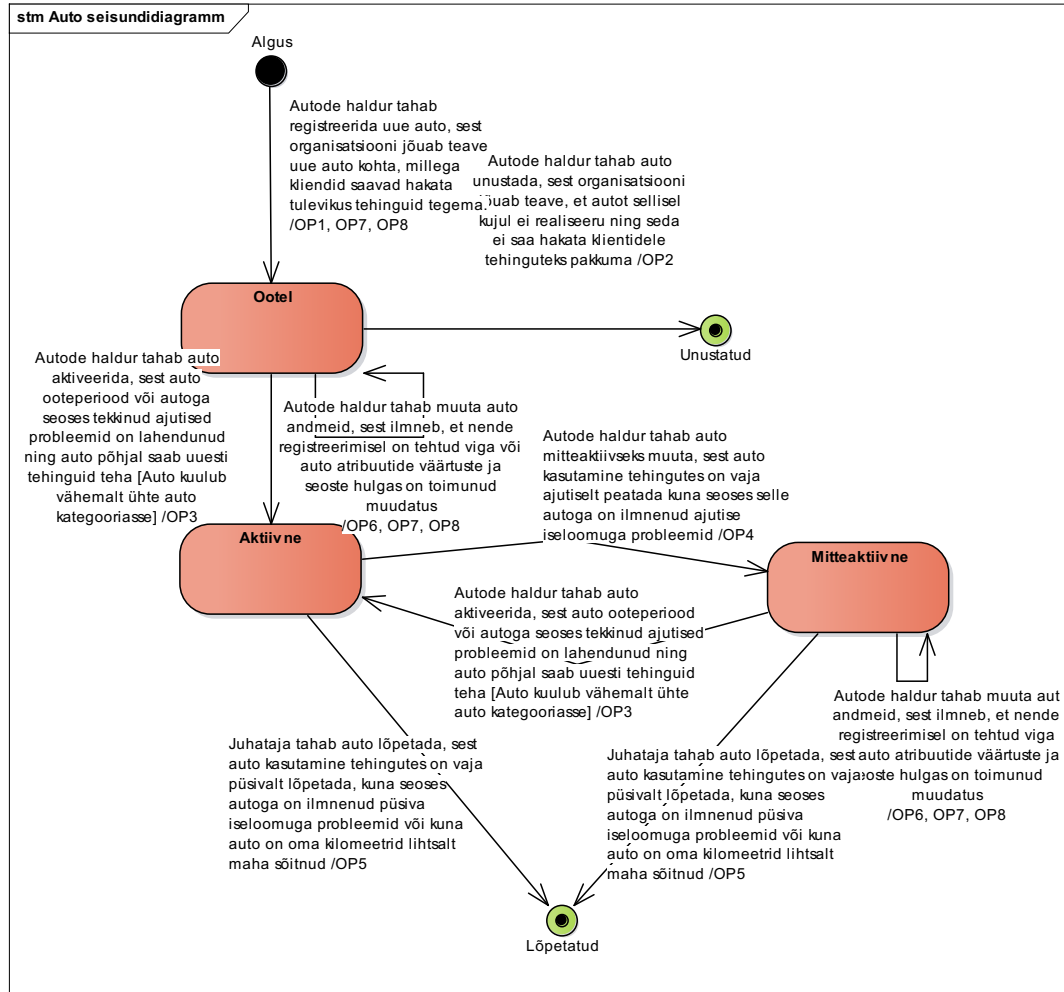 stm Auto seisundidiagramm
Algus
Autode haldur tahab
registreerida uue auto, sest
organisatsiooni jõuab teave
uue auto kohta, millega
kliendid saavad hakata
tulevikus tehinguid tegema.
/OP1, OP7, OP8
Autode haldur tahab auto
unustada, sest organisatsiooni
jõuab teave, et autot sellisel
kujul ei realiseeru ning seda
ei saa hakata klientidele
tehinguteks pakkuma /OP2
Ootel
Unustatud
Autode haldur tahab auto
aktiveerida, sest auto
ooteperiood või autoga
seoses tekkinud ajutised
probleemid on lahendunud
ning auto põhjal saab uuesti
tehinguid teha [Auto kuulub
vähemalt ühte auto
kategooriasse] /OP3
Autode haldur tahab muuta auto
andmeid, sest ilmneb, et nende
registreerimisel on tehtud viga või
auto atribuutide väärtuste ja
seoste hulgas on toimunud
muudatus
/OP6, OP7, OP8
Autode haldur tahab auto
mitteaktiivseks muuta, sest auto
kasutamine tehingutes on vaja
ajutiselt peatada kuna seoses selle
autoga on ilmnenud ajutise
iseloomuga probleemid /OP4
Aktiivne
Mitteaktiivne
Autode haldur tahab auto
aktiveerida, sest auto ooteperiood
või autoga seoses tekkinud ajutised
probleemid on lahendunud ning
auto põhjal saab uuesti tehinguid
teha [Auto kuulub vähemalt ühte
auto kategooriasse] /OP3
Autode haldur tahab muuta aut
andmeid, sest ilmneb, et nende
registreerimisel on tehtud viga
auto atribuutide väärtuste ja
hulgas on toimunud
muudatus
/OP6, OP7, OP8
Juhataja tahab auto lõpetada, sest
auto kasutamine tehingutes on vaja
püsivalt lõpetada, kuna seoses
autoga on ilmnenud püsiva
iseloomuga probleemid või kuna
auto on oma kilomeetrid lihtsalt
maha sõitnud /OP5
Juhataja tahab auto lõpetada, sest
auto kasutamine tehingutes on vaja
püsivalt lõpetada, kuna seoses
autoga on ilmnenud püsiva
iseloomuga probleemid või kuna
auto on oma kilomeetrid lihtsalt
maha sõitnud /OP5
Lõpetatud